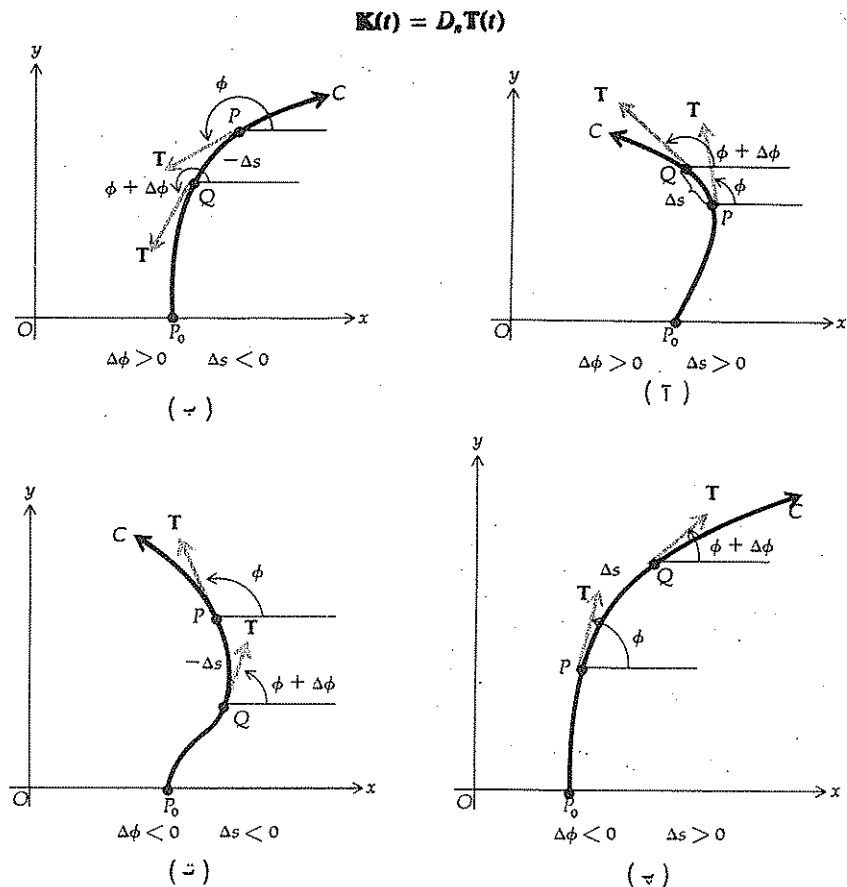 𝕂(t) = Dₛ𝕋(t)
y
ϕ
C
P
T
−Δs
ϕ + Δϕ
Q
T
O
P₀
x
Δϕ > 0 Δs < 0
(ب)
y
T
T
C
ϕ + Δϕ
Q
ϕ
Δs
P
O
P₀
x
Δϕ > 0 Δs > 0
(آ)
y
C
T
ϕ
P
T
−Δs
ϕ + Δϕ
Q
O
P₀
x
Δϕ < 0 Δs < 0
(ت)
y
T
C
ϕ + Δϕ
Q
Δs
T
ϕ
P
O
P₀
x
Δϕ < 0 Δs > 0
(پ)